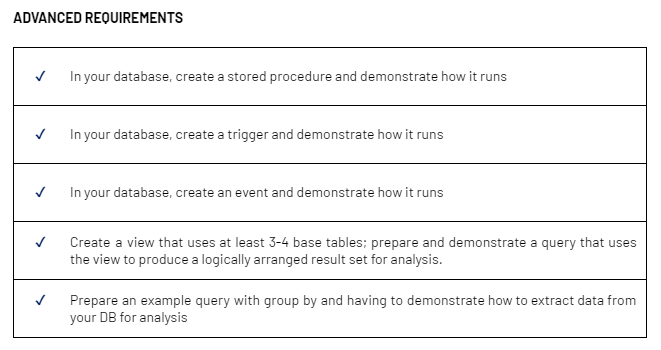 ADVANCED REQUIREMENTS
✓ In your database, create a stored procedure and demonstrate how it runs
✓ In your database, create a trigger and demonstrate how it runs
✓ In your database, create an event and demonstrate how it runs
✓ Create a view that uses at least 3-4 base tables; prepare and demonstrate a query that uses
the view to produce a logically arranged result set for analysis.
✓ Prepare an example query with group by and having to demonstrate how to extract data from
your DB for analysis